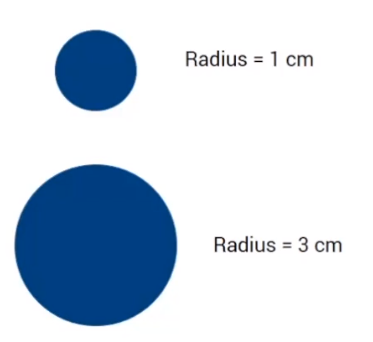 Radius = 1 cm
Radius = 3 cm